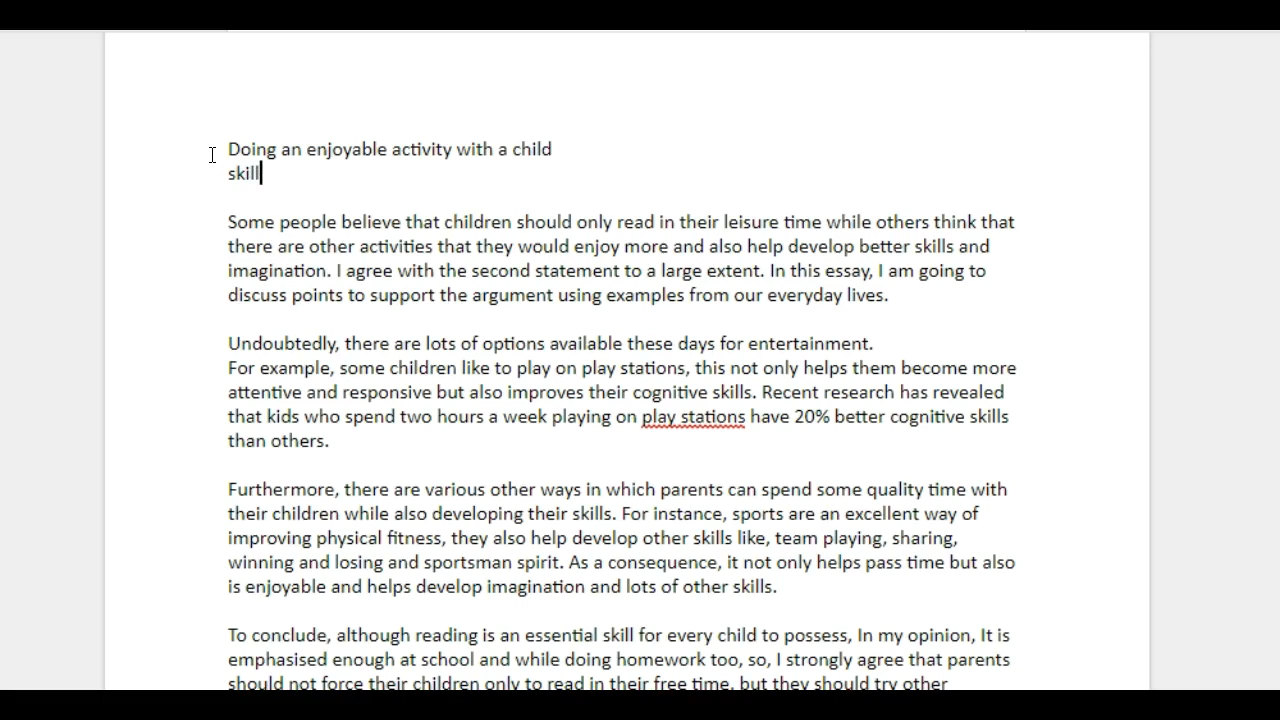 Doing an enjoyable activity with a child
skill
Some people believe that children should only read in their leisure time while others think that
there are other activities that they would enjoy more and also help develop better skills and
imagination. I agree with the second statement to a large extent. In this essay, I am going to
discuss points to support the argument using examples from our everyday lives.
Undoubtedly, there are lots of options available these days for entertainment.
For example, some children like to play on play stations, this not only helps them become more
attentive and responsive but also improves their cognitive skills. Recent research has revealed
that kids who spend two hours a week playing on play stations have 20% better cognitive skills
than others.
Furthermore, there are various other ways in which parents can spend some quality time with
their children while also developing their skills. For instance, sports are an excellent way of
improving physical fitness, they also help develop other skills like, team playing, sharing,
winning and losing and sportsman spirit. As a consequence, it not only helps pass time but also
is enjoyable and helps develop imagination and lots of other skills.
To conclude, although reading is an essential skill for every child to possess, In my opinion, It is
emphasised enough at school and while doing homework too, so, I strongly agree that parents
should not force their children only to read in their free time, but they should try other